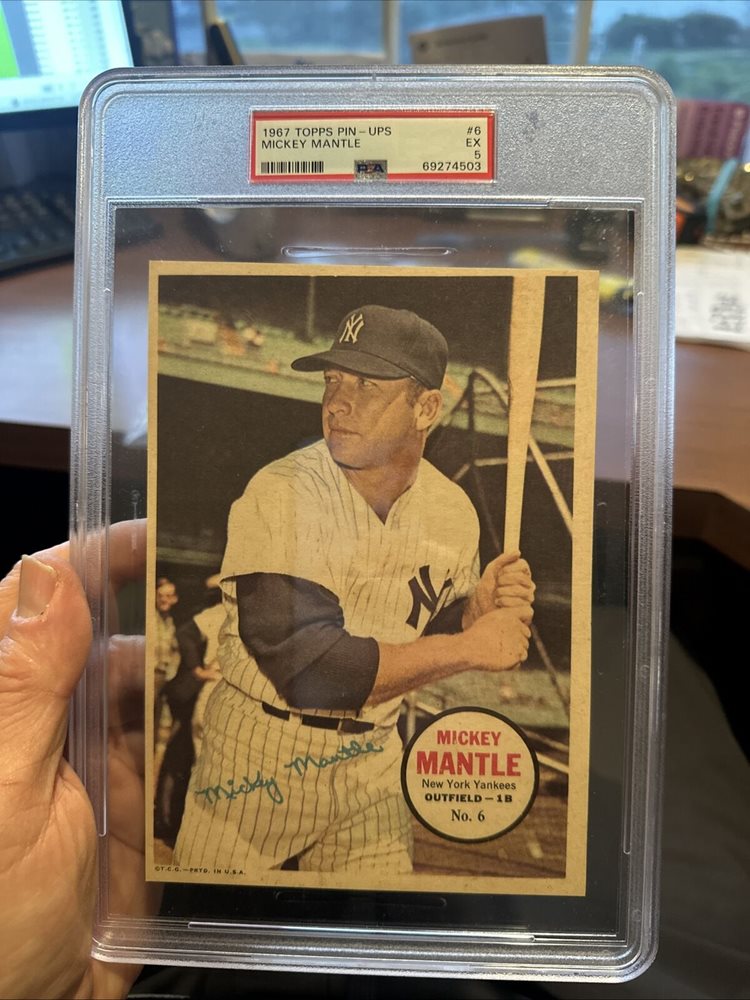 1967 TOPPS PIN-UPS #6
MICKEY MANTLE EX
5
PSA 69274503
NY
NY
Mickey Mantle
MICKEY
MANTLE
New York Yankees
OUTFIELD — 1B
No. 6
©T.C.G.—PRTD. IN U.S.A.